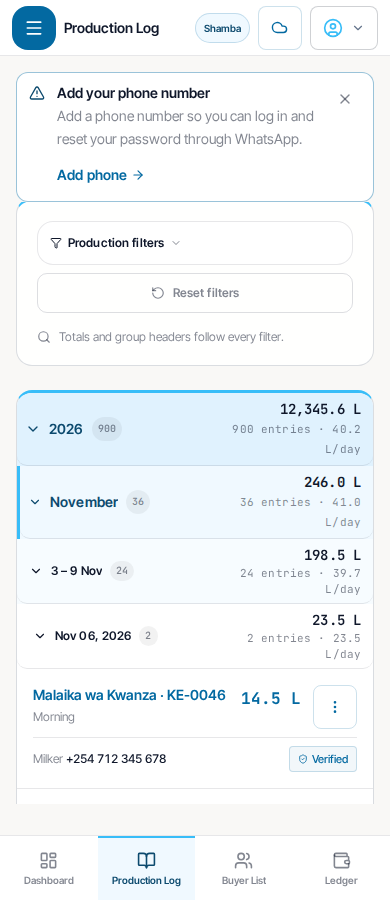 Production Log
Shamba
Add your phone number
Add a phone number so you can log in and
reset your password through WhatsApp.
Add phone →
Production filters
Reset filters
Totals and group headers follow every filter.
2026 900
12,345.6 L
900 entries · 40.2
L/day
November 36
246.0 L
36 entries · 41.0
L/day
3 – 9 Nov 24
198.5 L
24 entries · 39.7
L/day
Nov 06, 2026 2
23.5 L
2 entries · 23.5
L/day
Malaika wa Kwanza · KE-0046
14.5 L
Morning
Milker +254 712 345 678
Verified
Dashboard
Production Log
Buyer List
Ledger